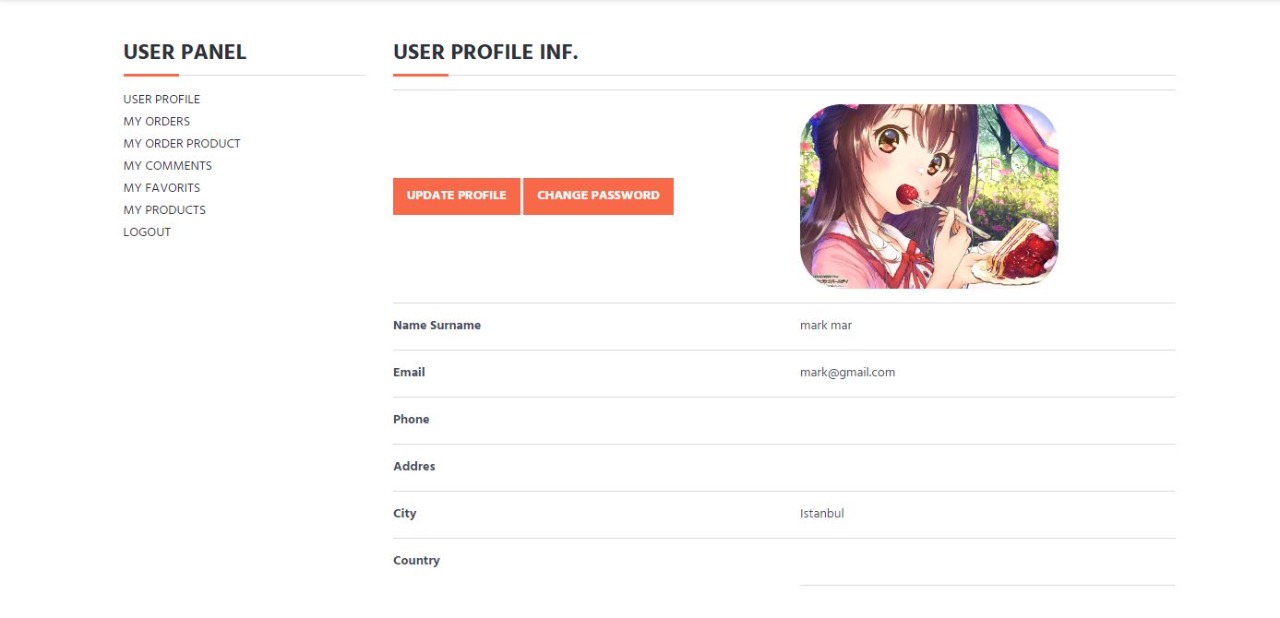 USER PANEL
USER PROFILE
MY ORDERS
MY ORDER PRODUCT
MY COMMENTS
MY FAVORITS
MY PRODUCTS
LOGOUT
USER PROFILE INF.
UPDATE PROFILE CHANGE PASSWORD
Name Surname mark mar
Email mark@gmail.com
Phone
Addres
City Istanbul
Country